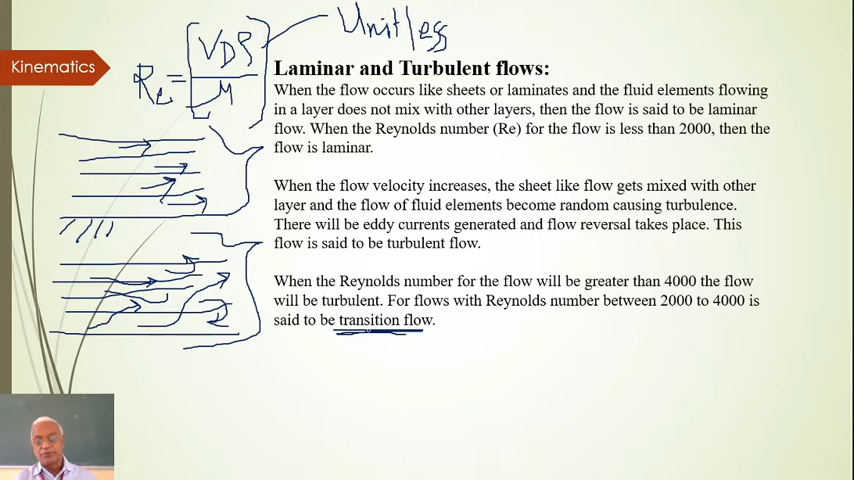 Unitless
Re = VDρ
μ
Kinematics
Laminar and Turbulent flows:
When the flow occurs like sheets or laminates and the fluid elements flowing
in a layer does not mix with other layers, then the flow is said to be laminar
flow. When the Reynolds number (Re) for the flow is less than 2000, then the
flow is laminar.
When the flow velocity increases, the sheet like flow gets mixed with other
layer and the flow of fluid elements become random causing turbulence.
There will be eddy currents generated and flow reversal takes place. This
flow is said to be turbulent flow.
When the Reynolds number for the flow will be greater than 4000 the flow
will be turbulent. For flows with Reynolds number between 2000 to 4000 is
said to be transition flow.